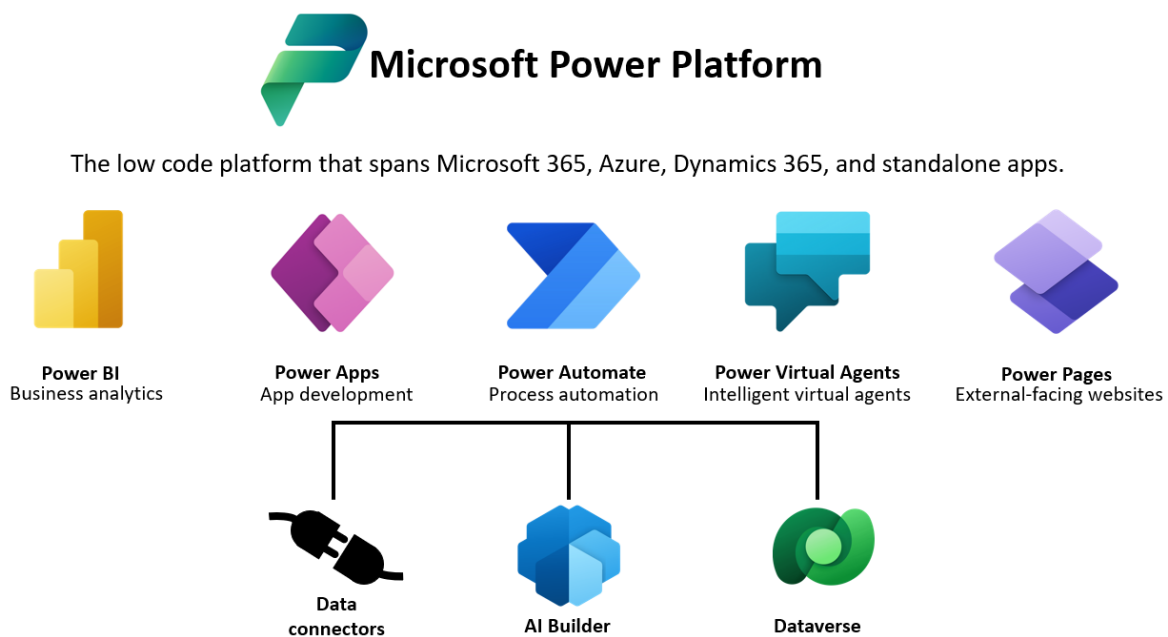 Microsoft Power Platform
The low code platform that spans Microsoft 365, Azure, Dynamics 365, and standalone apps.
Power BI
Business analytics
Power Apps
App development
Power Automate
Process automation
Power Virtual Agents
Intelligent virtual agents
Power Pages
External-facing websites
Data
connectors
AI Builder
Dataverse